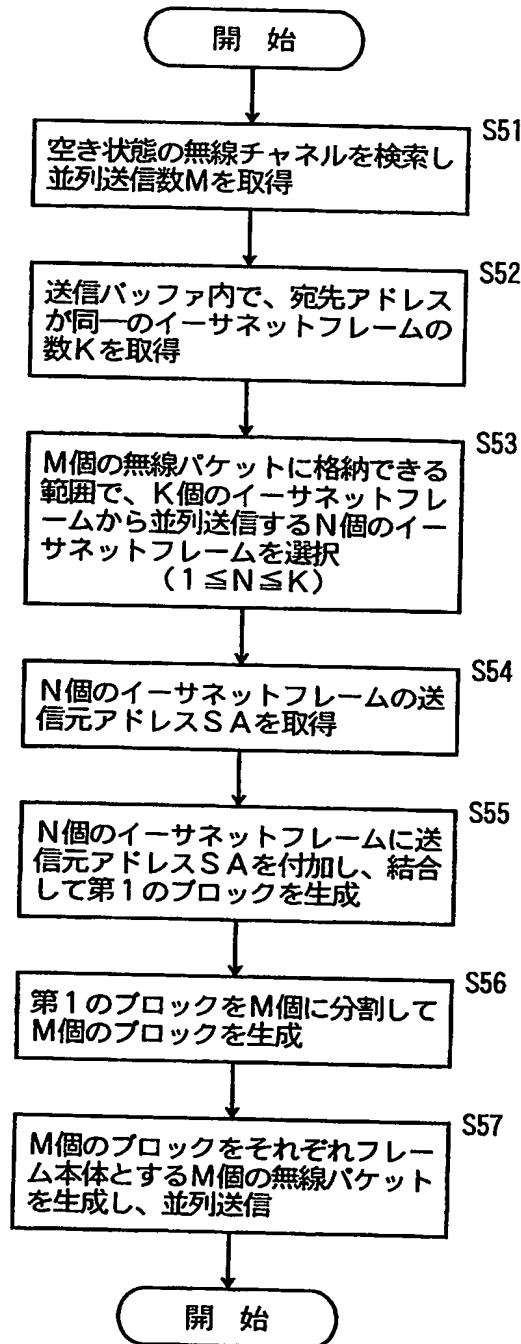 開 始
S51
空き状態の無線チャネルを検索し
並列送信数Mを取得
S52
送信バッファ内で、宛先アドレス
が同一のイーサネットフレームの
数Kを取得
S53
M個の無線パケットに格納できる
範囲で、K個のイーサネットフレ
ームから並列送信するN個のイー
サネットフレームを選択
(1≦N≦K)
S54
N個のイーサネットフレームの送
信元アドレスSAを取得
S55
N個のイーサネットフレームに送
信元アドレスSAを付加し、結合
して第1のブロックを生成
S56
第1のブロックをM個に分割して
M個のブロックを生成
S57
M個のブロックをそれぞれフレー
ム本体とするM個の無線パケット
を生成し、並列送信
開 始